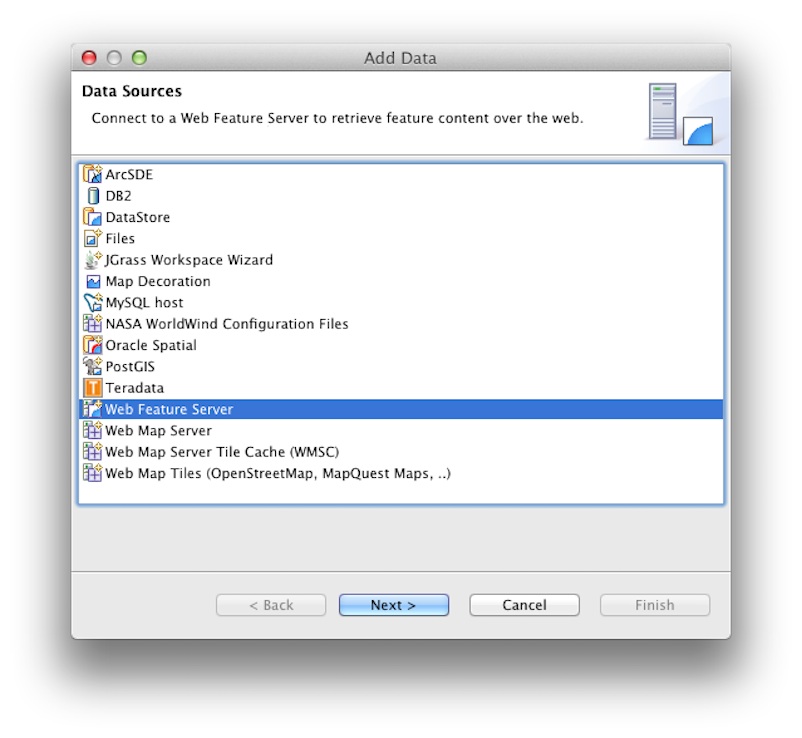 Add Data
Data Sources
Connect to a Web Feature Server to retrieve feature content over the web.
ArcSDE
DB2
DataStore
Files
JGrass Workspace Wizard
Map Decoration
MySQL host
NASA WorldWind Configuration Files
Oracle Spatial
PostGIS
Teradata
Web Feature Server
Web Map Server
Web Map Server Tile Cache (WMSC)
Web Map Tiles (OpenStreetMap, MapQuest Maps, ..)
< Back Next > Cancel Finish